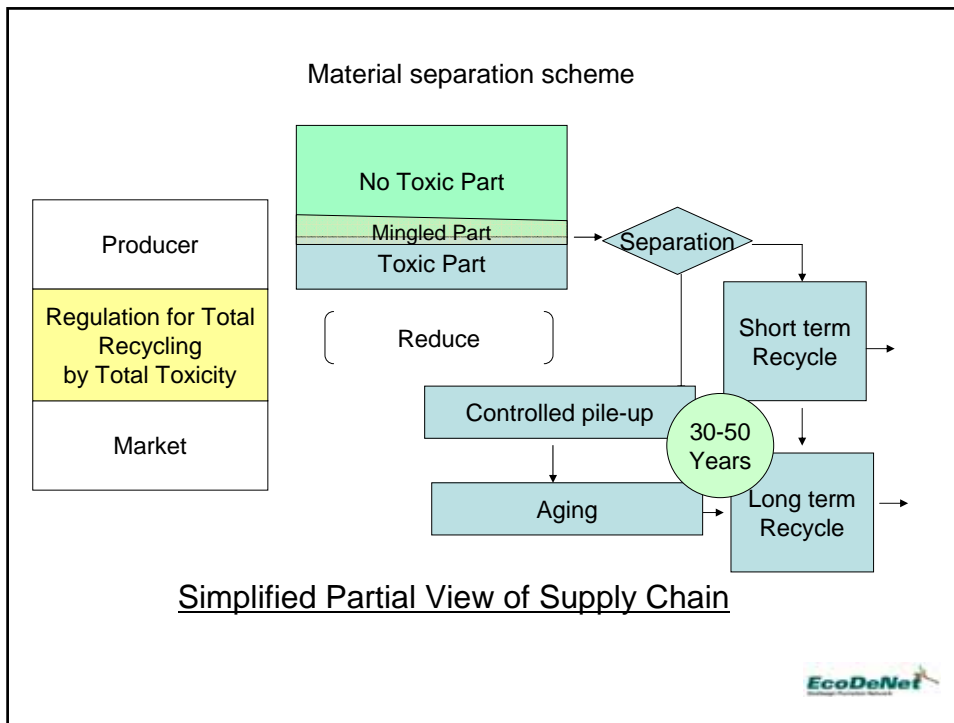 Material separation scheme
No Toxic Part
Mingled Part
Toxic Part
Separation
Producer
Regulation for Total
Recycling
by Total Toxicity
Market
Reduce
Short term
Recycle
Controlled pile-up
30-50
Years
Aging
Long term
Recycle
Simplified Partial View of Supply Chain
EcoDeNet